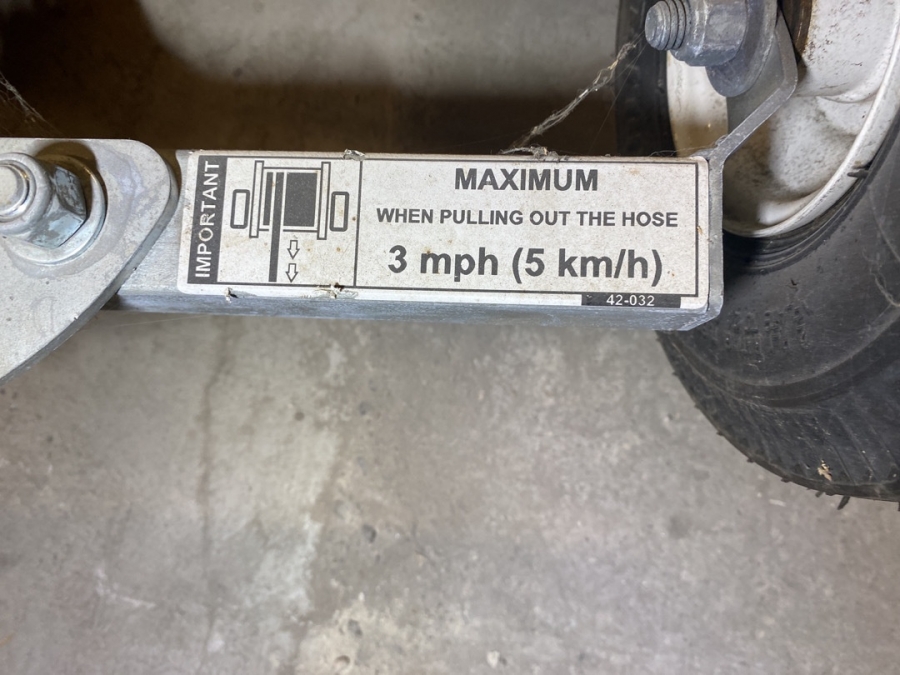 IMPORTANT
MAXIMUM
WHEN PULLING OUT THE HOSE
3 mph (5 km/h)
42-032